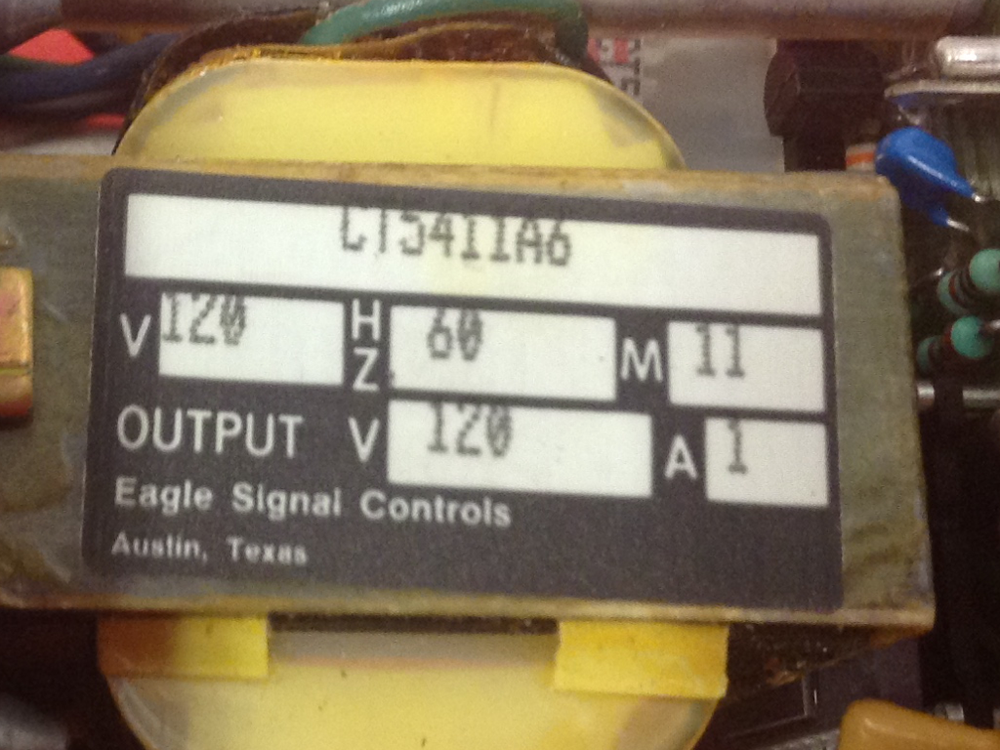 CT5411A6
V 120 HZ 60 M 11
OUTPUT V 120 A 1
Eagle Signal Controls
Austin, Texas